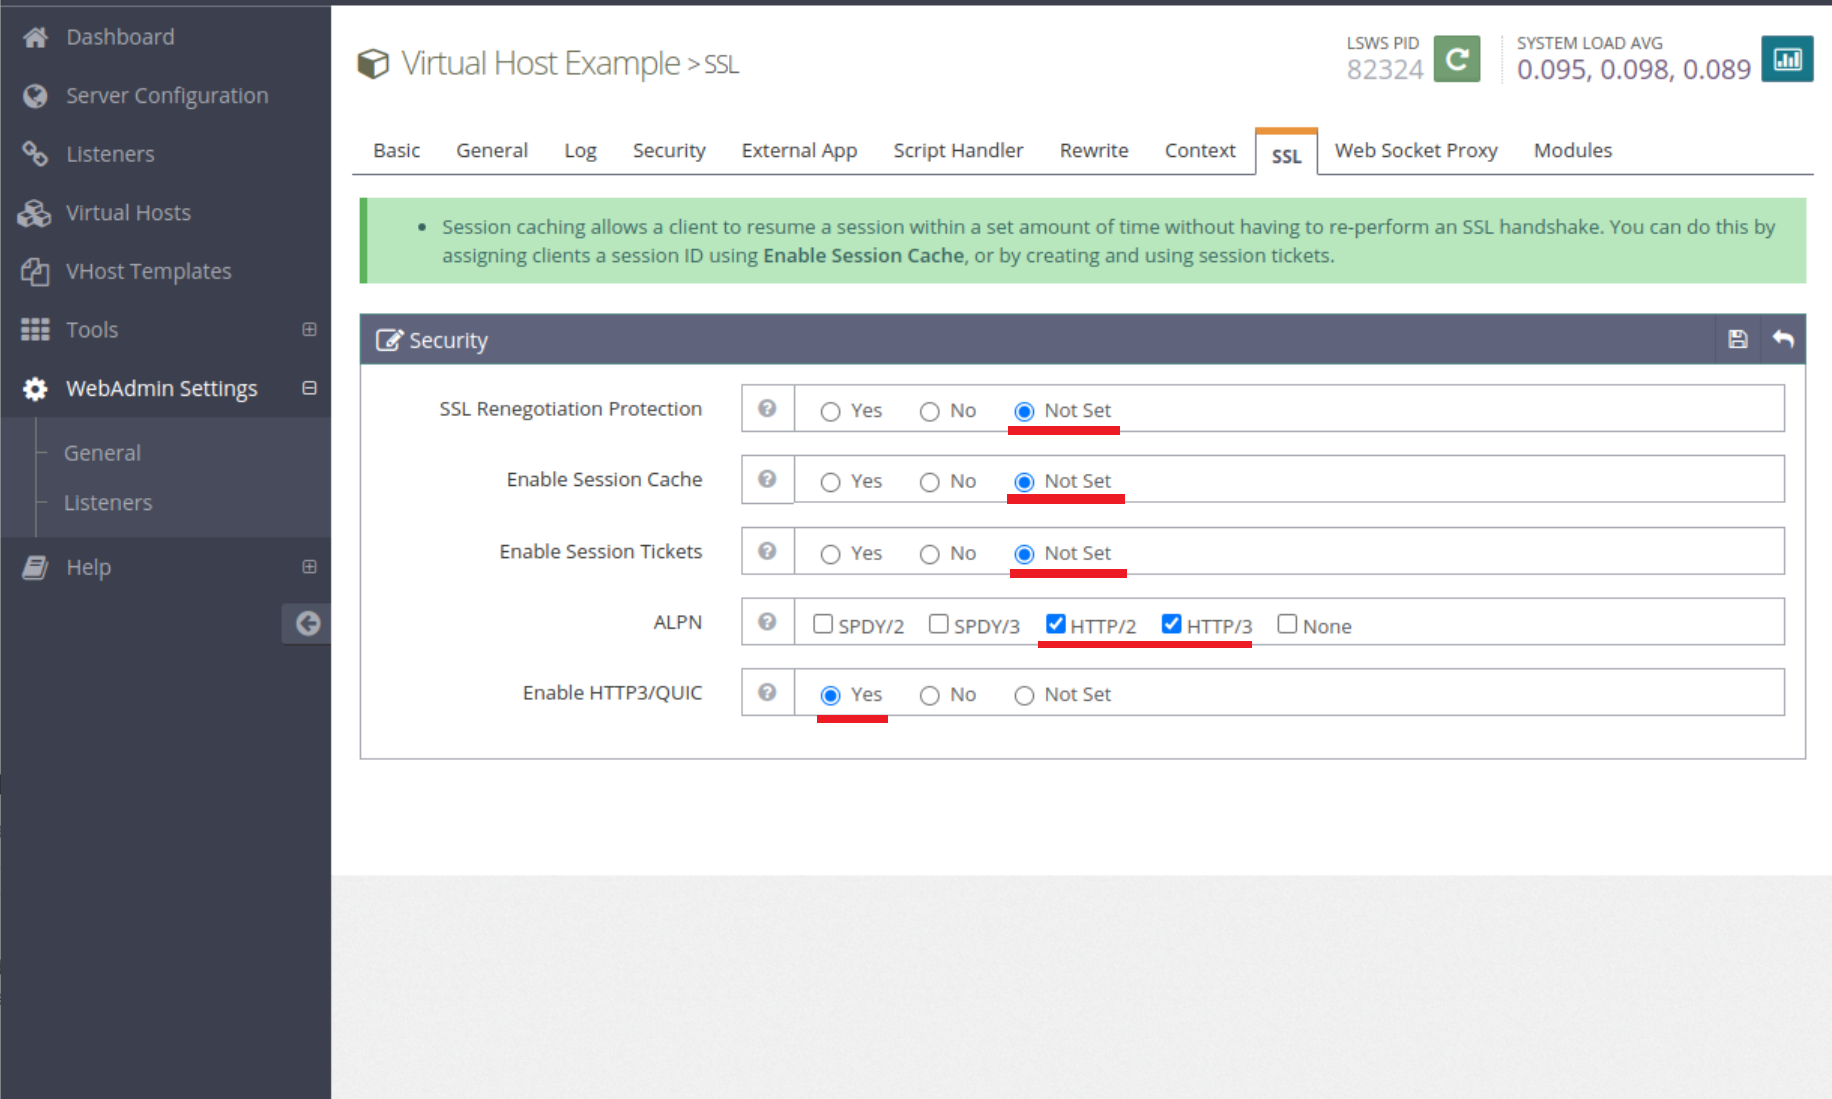 Dashboard
Server Configuration
Listeners
Virtual Hosts
VHost Templates
Tools
WebAdmin Settings
General
Listeners
Help
Virtual Host Example > SSL
LSWS PID
82324
SYSTEM LOAD AVG
0.095, 0.098, 0.089
Basic General Log Security External App Script Handler Rewrite Context SSL Web Socket Proxy Modules
• Session caching allows a client to resume a session within a set amount of time without having to re-perform an SSL handshake. You can do this by
assigning clients a session ID using Enable Session Cache, or by creating and using session tickets.
Security
SSL Renegotiation Protection ? Yes No Not Set
Enable Session Cache ? Yes No Not Set
Enable Session Tickets ? Yes No Not Set
ALPN ? SPDY/2 SPDY/3 HTTP/2 HTTP/3 None
Enable HTTP3/QUIC ? Yes No Not Set